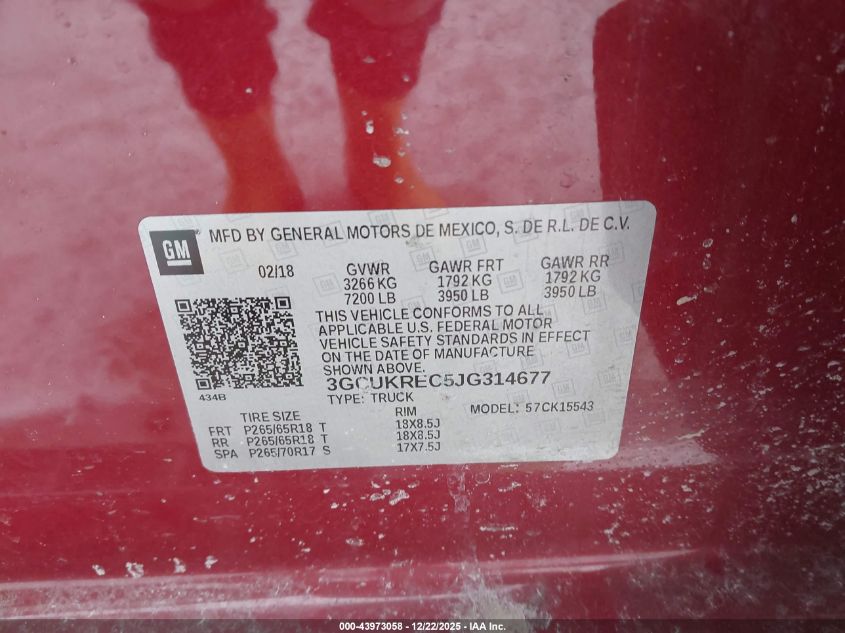 GM
MFD BY GENERAL MOTORS DE MEXICO, S. DE R.L. DE C.V.
02/18 GVWR GAWR FRT GAWR RR
3266 KG 1792 KG 1792 KG
7200 LB 3950 LB 3950 LB
THIS VEHICLE CONFORMS TO ALL
APPLICABLE U.S. FEDERAL MOTOR
VEHICLE SAFETY STANDARDS IN EFFECT
ON THE DATE OF MANUFACTURE
SHOWN ABOVE.
3GCUKREC5JG314677
434B
TYPE: TRUCK MODEL: 57CK15543
TIRE SIZE RIM
FRT P265/65R18 T 18X8.5J
RR P265/65R18 T 18X8.5J
SPA P265/70R17 S 17X7.5J
000-43973058 • 12/22/2025 • IAA Inc.